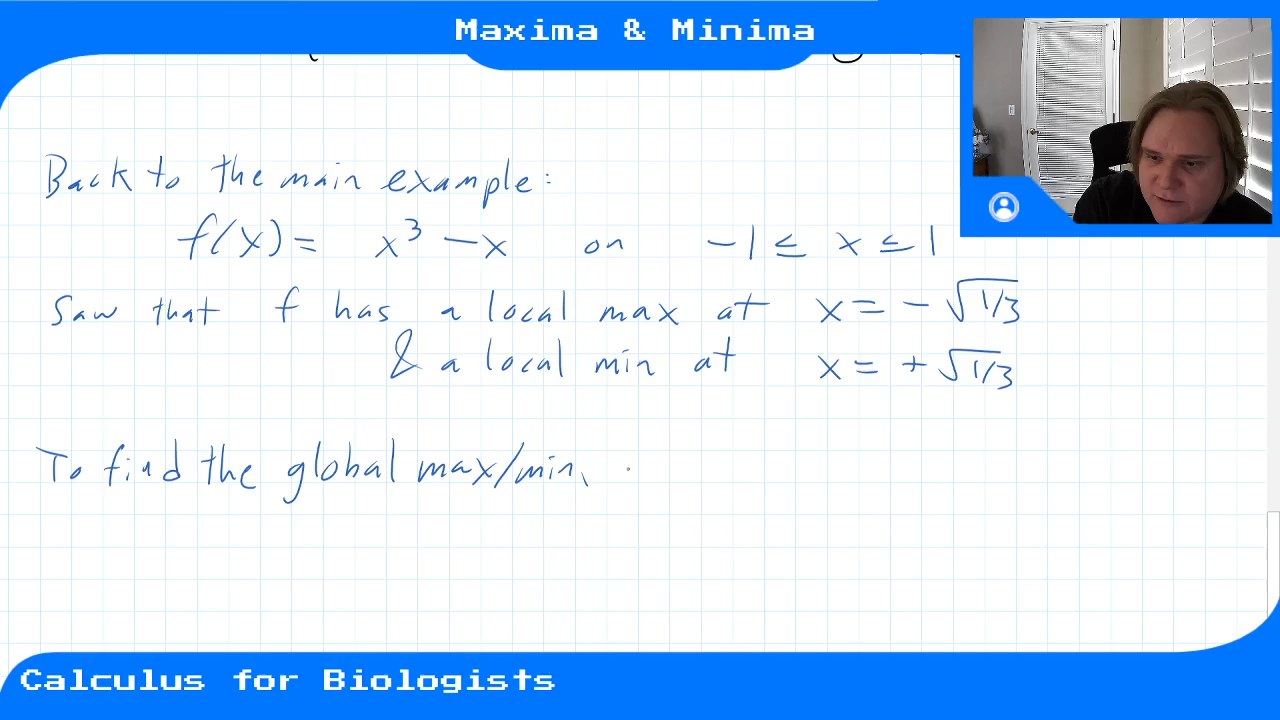 Maxima & Minima
Back to the main example:
f(x) = x³ - x on -1 ≤ x ≤ 1
Saw that f has a local max at x = - √1/3
& a local min at x = + √1/3
To find the global max/min,
Calculus for Biologists